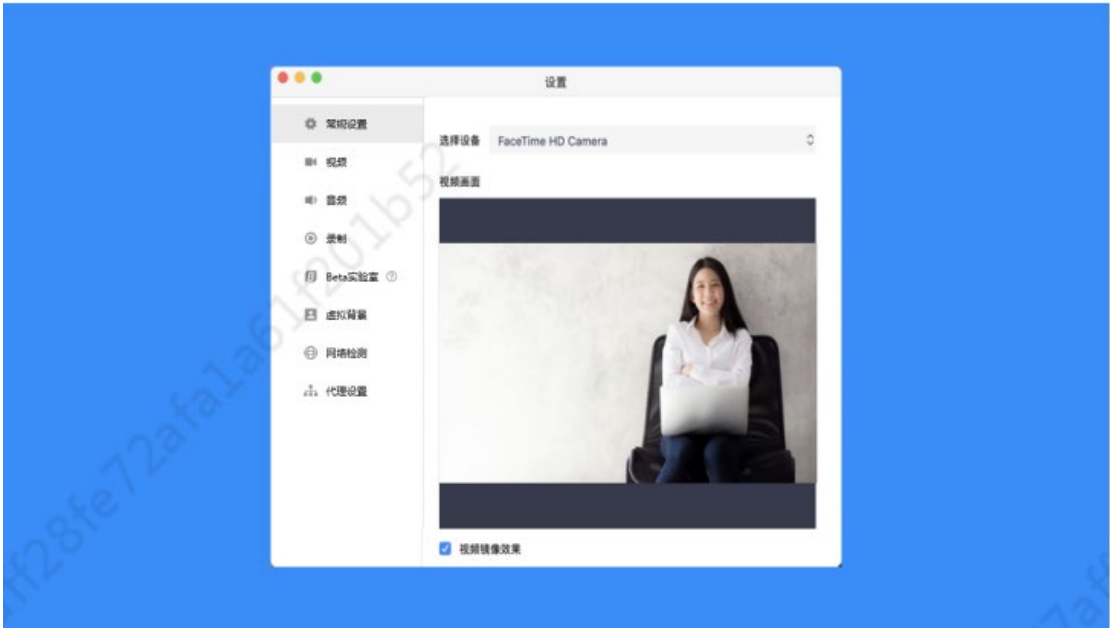 设置
常规设置
视频
音频
录制
Beta实验室
虚拟背景
网络检测
代理设置
选择设备 FaceTime HD Camera
视频画面
视频镜像效果